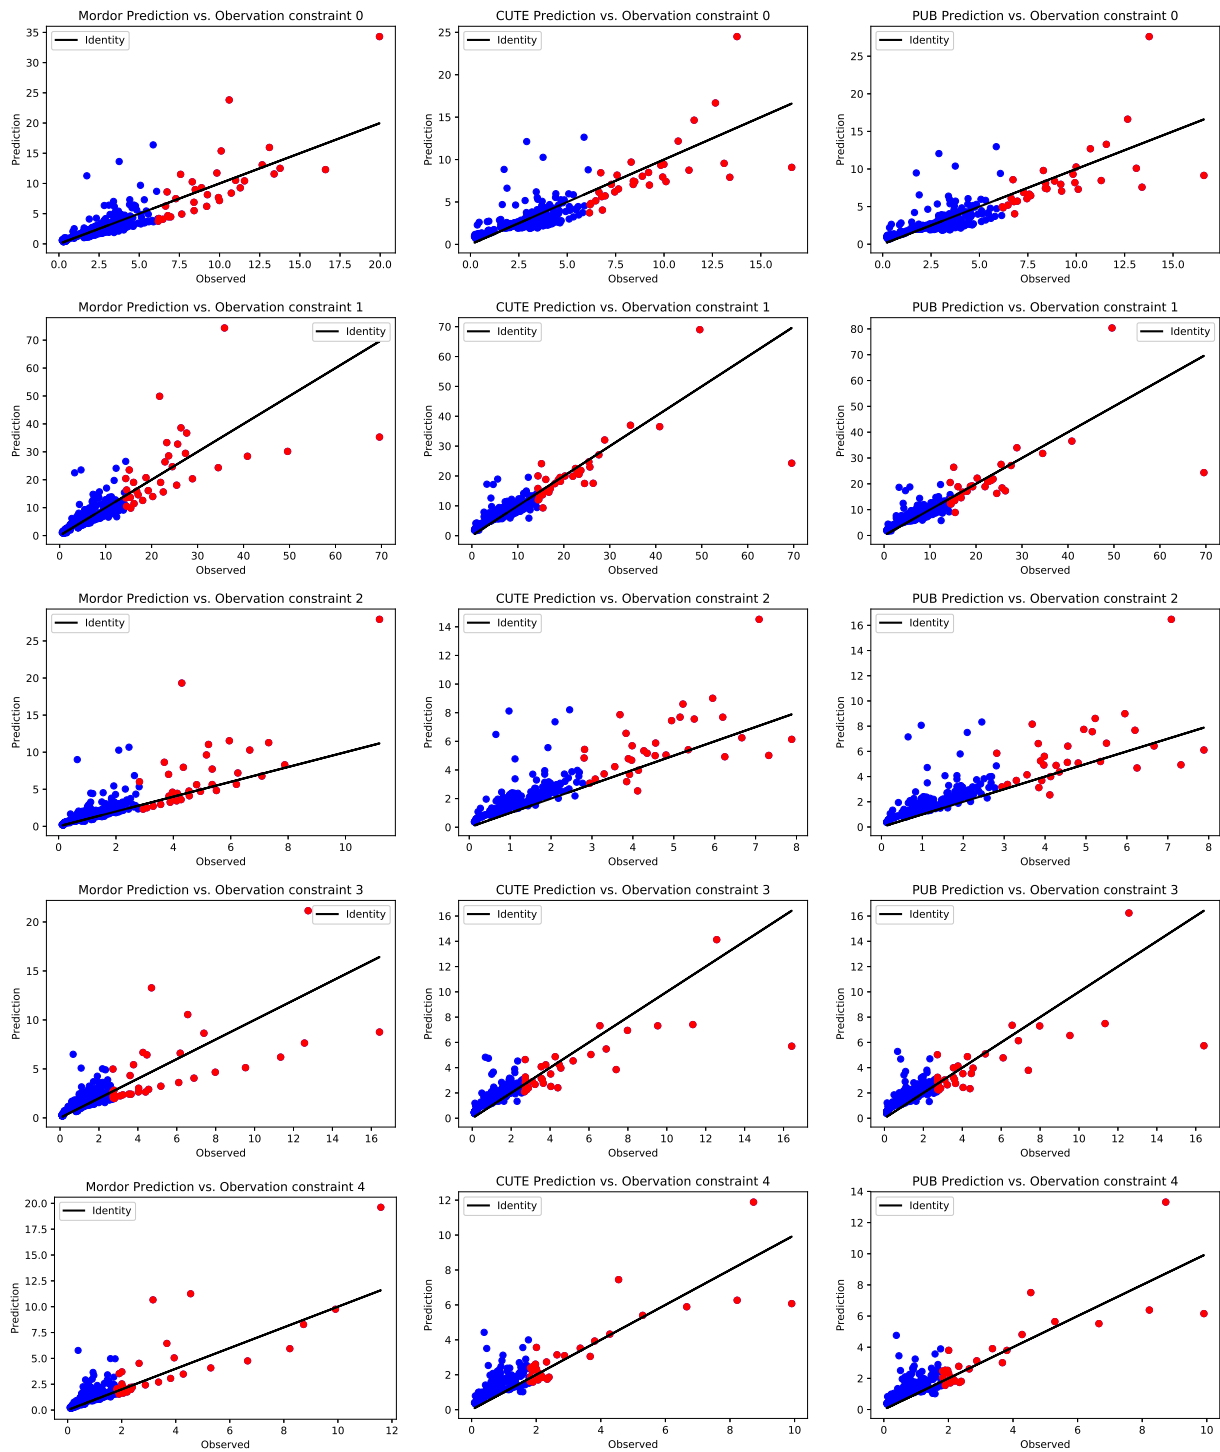 Mordor Prediction vs. Obervation constraint 0
Identity
35
30
25
20
15
10
5
0
Prediction
0.0 2.5 5.0 7.5 10.0 12.5 15.0 17.5 20.0
Observed
CUTE Prediction vs. Obervation constraint 0
Identity
25
20
15
10
5
0
Prediction
0.0 2.5 5.0 7.5 10.0 12.5 15.0
Observed
PUB Prediction vs. Obervation constraint 0
Identity
25
20
15
10
5
0
Prediction
0.0 2.5 5.0 7.5 10.0 12.5 15.0
Observed
Mordor Prediction vs. Obervation constraint 1
Identity
70
60
50
40
30
20
10
0
Prediction
0 10 20 30 40 50 60 70
Observed
CUTE Prediction vs. Obervation constraint 1
Identity
70
60
50
40
30
20
10
0
Prediction
0 10 20 30 40 50 60 70
Observed
PUB Prediction vs. Obervation constraint 1
Identity
80
70
60
50
40
30
20
10
0
Prediction
0 10 20 30 40 50 60 70
Observed
Mordor Prediction vs. Obervation constraint 2
Identity
25
20
15
10
5
0
Prediction
0 2 4 6 8 10
Observed
CUTE Prediction vs. Obervation constraint 2
Identity
14
12
10
8
6
4
2
0
Prediction
0 1 2 3 4 5 6 7 8
Observed
PUB Prediction vs. Obervation constraint 2
Identity
16
14
12
10
8
6
4
2
0
Prediction
0 1 2 3 4 5 6 7 8
Observed
Mordor Prediction vs. Obervation constraint 3
Identity
20
15
10
5
0
Prediction
0 2 4 6 8 10 12 14 16
Observed
CUTE Prediction vs. Obervation constraint 3
Identity
16
14
12
10
8
6
4
2
0
Prediction
0 2 4 6 8 10 12 14 16
Observed
PUB Prediction vs. Obervation constraint 3
Identity
16
14
12
10
8
6
4
2
0
Prediction
0 2 4 6 8 10 12 14 16
Observed
Mordor Prediction vs. Obervation constraint 4
Identity
20.0
17.5
15.0
12.5
10.0
7.5
5.0
2.5
0.0
Prediction
0 2 4 6 8 10 12
Observed
CUTE Prediction vs. Obervation constraint 4
Identity
12
10
8
6
4
2
0
Prediction
0 2 4 6 8 10
Observed
PUB Prediction vs. Obervation constraint 4
Identity
14
12
10
8
6
4
2
0
Prediction
0 2 4 6 8 10
Observed